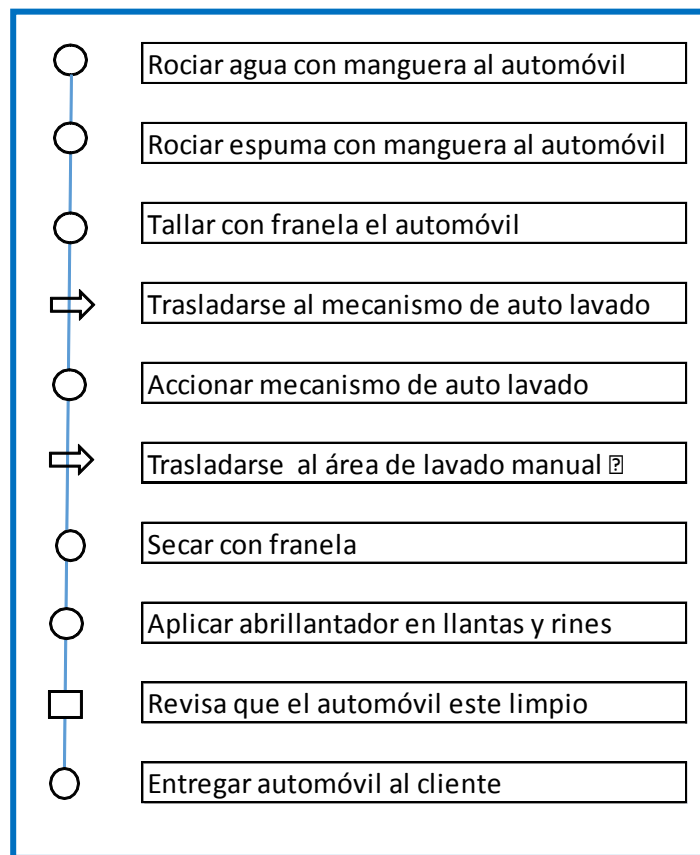 Rociar agua con manguera al automóvil
Rociar espuma con manguera al automóvil
Tallar con franela el automóvil
Trasladarse al mecanismo de auto lavado
Accionar mecanismo de auto lavado
Trasladarse  al área de lavado manual ⍰
Secar con franela
Aplicar abrillantador en llantas y rines
Revisa que el automóvil este limpio
Entregar automóvil al cliente